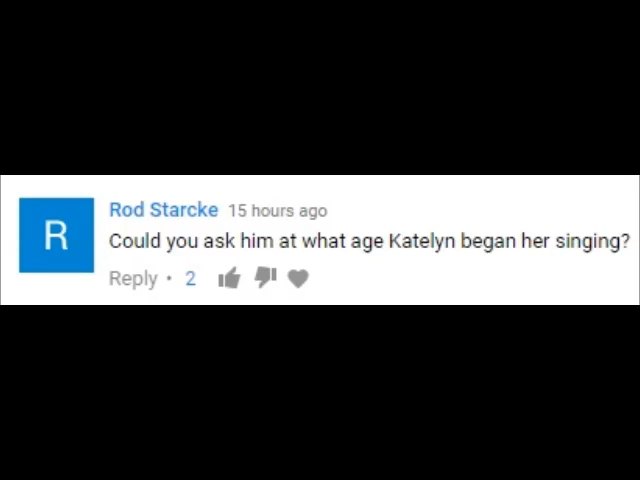 R
Rod Starcke 15 hours ago
Could you ask him at what age Katelyn began her singing?
Reply • 2